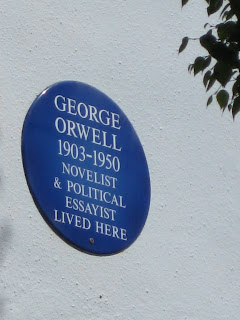 GEORGE
ORWELL
1903-1950
NOVELIST
& POLITICAL
ESSAYIST
LIVED HERE